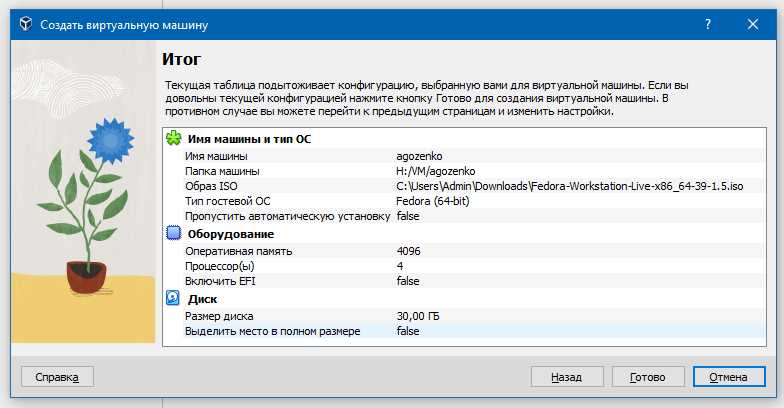 Создать виртуальную машину
Итог
Текущая таблица подытоживает конфигурацию, выбранную вами для виртуальной машины. Если вы
довольны текущей конфигурацией нажмите кнопку Готово для создания виртуальной машины. В
противном случае вы можете перейти к предыдущим страницам и изменить настройки.
Имя машины и тип ОС
Имя машины agozenko
Папка машины H:/VM/agozenko
Образ ISO C:\Users\Admin\Downloads\Fedora-Workstation-Live-x86_64-39-1.5.iso
Тип гостевой ОС Fedora (64-bit)
Пропустить автоматическую установку false
Оборудование
Оперативная память 4096
Процессор(ы) 4
Включить EFI false
Диск
Размер диска 30,00 ГБ
Выделить место в полном размере false
Справка Назад Готово Отмена